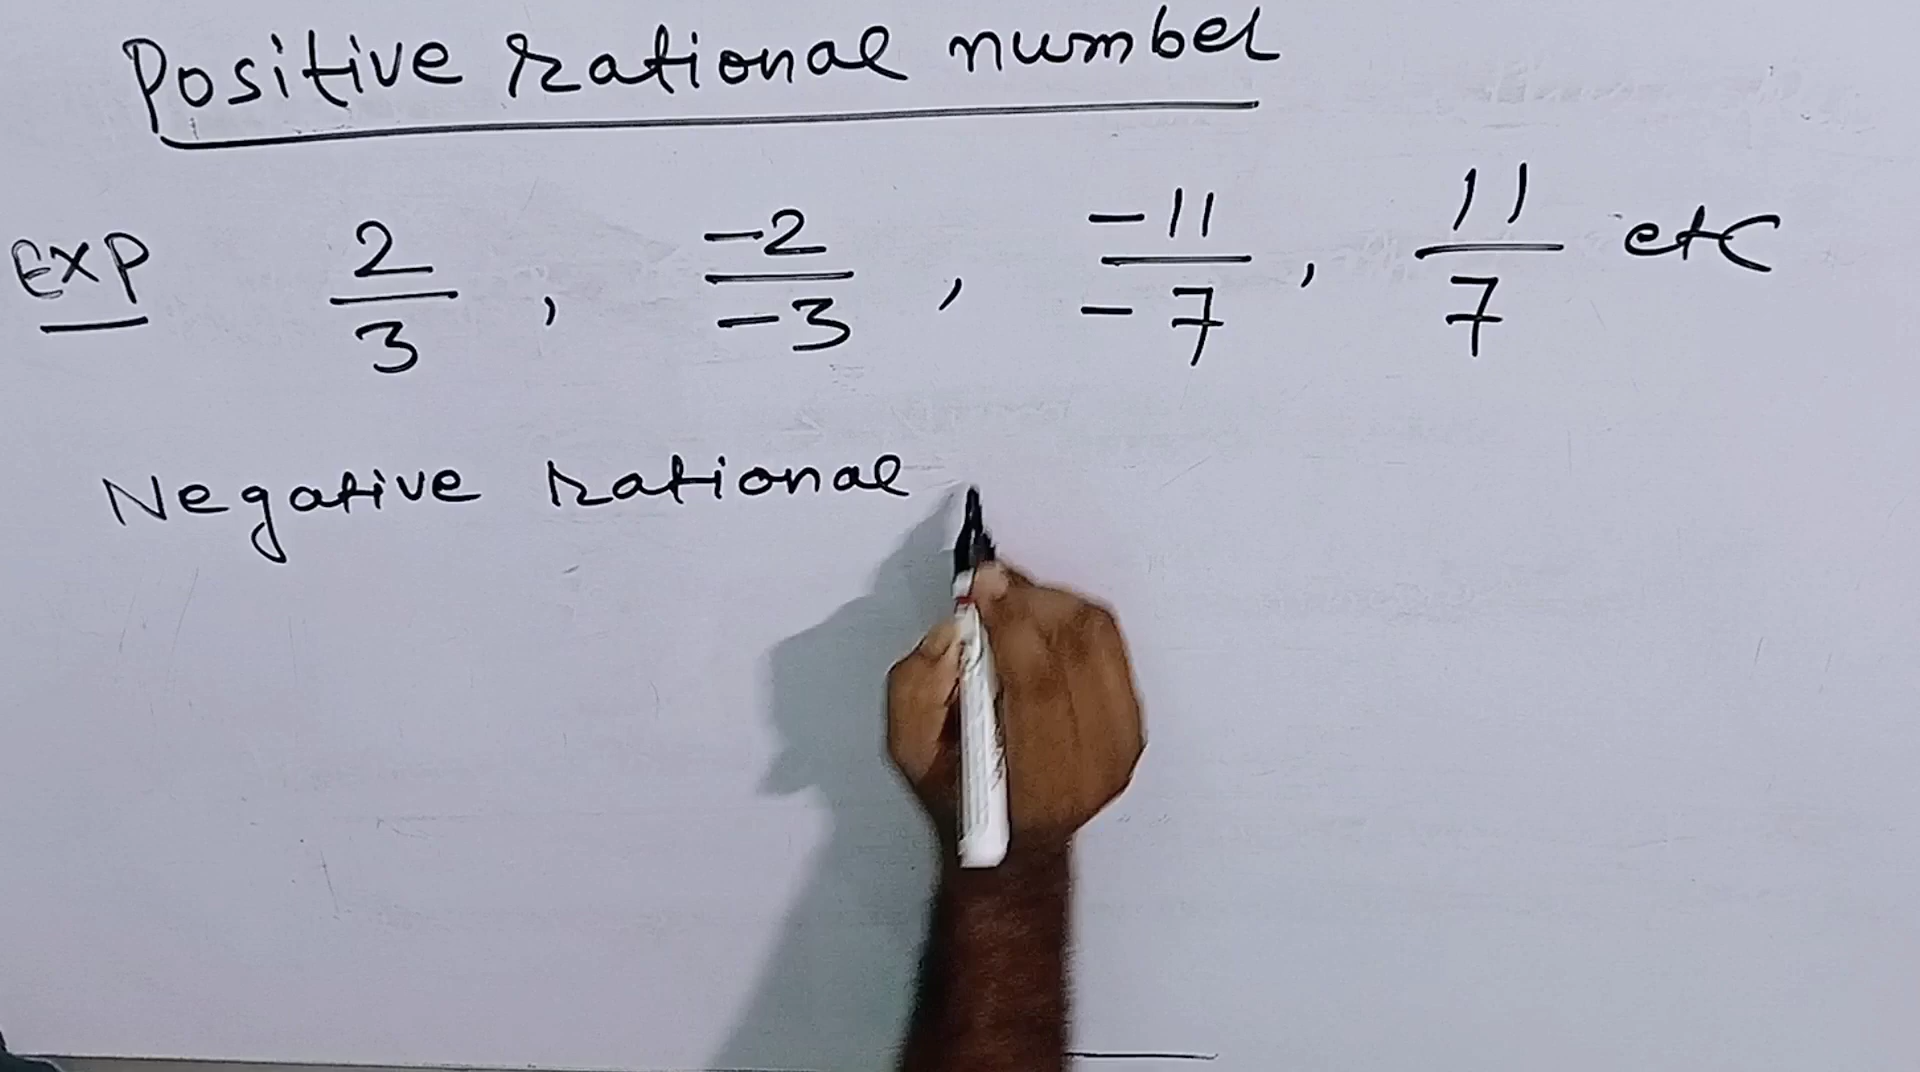 Positive rational number
Exp 2/3 , -2/-3 , -11/-7 , 11/7 etc
Negative rational